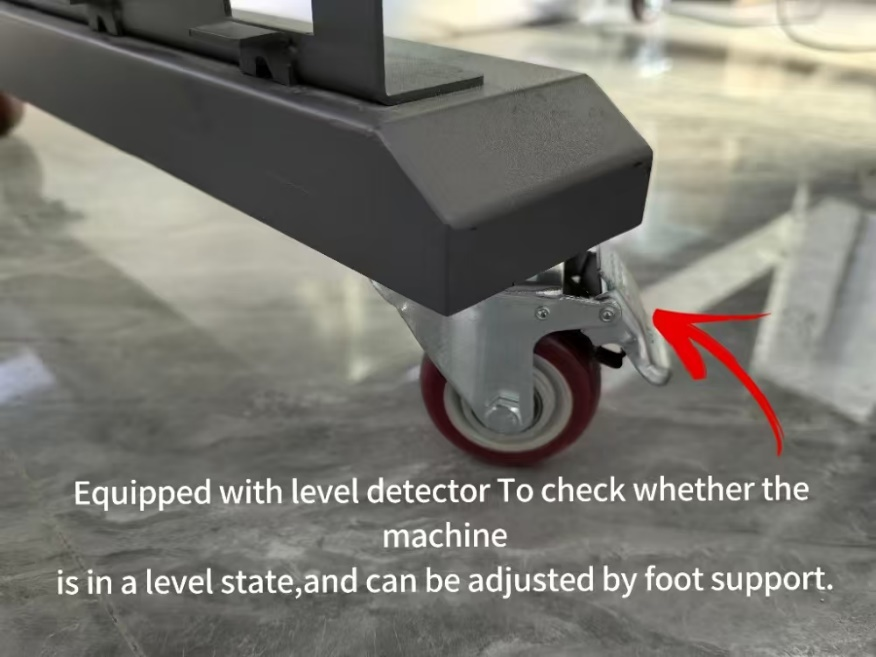 Equipped with level detector To check whether the
machine
is in a level state,and can be adjusted by foot support.